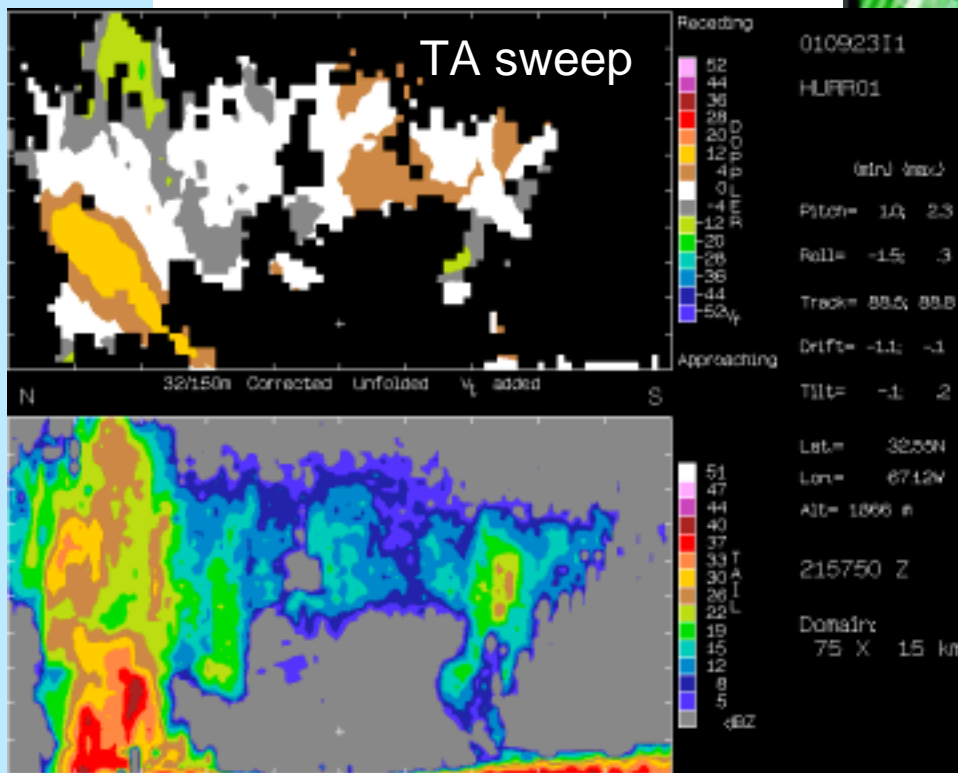 TA sweep
Receding
52
44
36
28
20
12
4
0
-4
-12
-20
-28
-36
-44
-52 Vr
DOPPLER
Approaching
N
32/150m Corrected Unfolded Vt added
S
51
47
44
40
37
33
30
26
22
19
15
12
8
5
dBZ
TAIL
010923I1
HURR01
(min) (max)
Pitch= 1.0; 2.3
Roll= -1.5; .3
Track= 88.5; 88.8
Drift= -1.1; -.1
Tilt= -.1 .2
Lat.= 32.55N
Lon.= 67.12W
Alt= 1866 m
215750 Z
Domain:
75 X 15 km